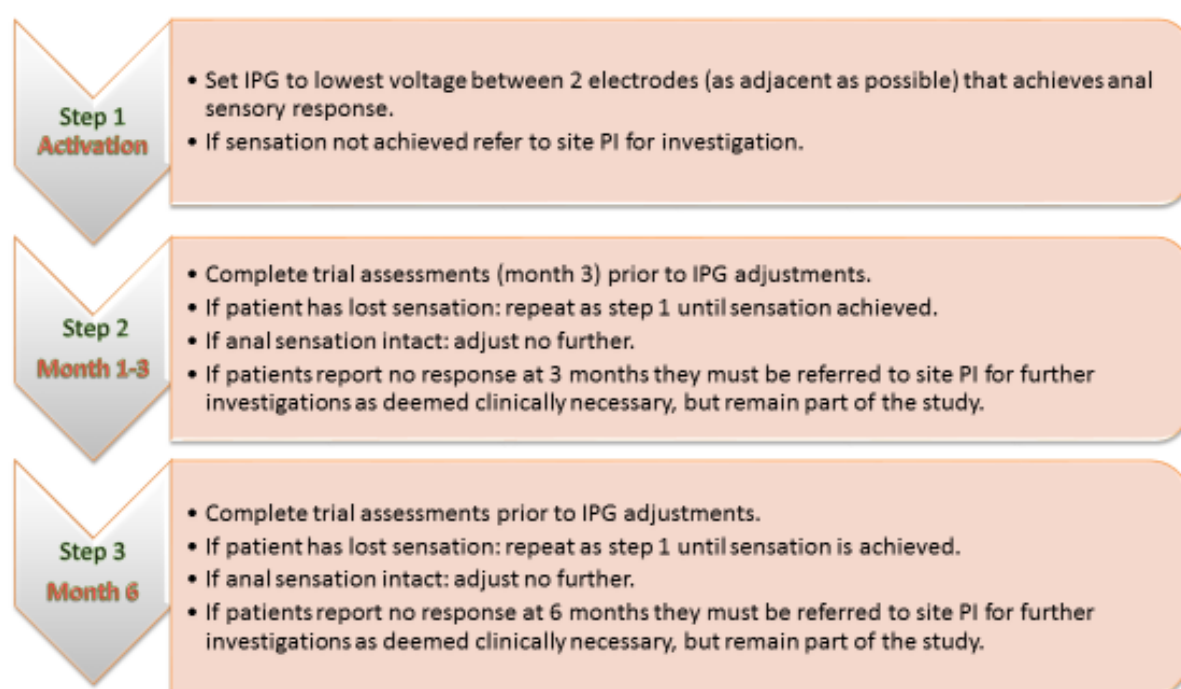 Step 1
Activation
• Set IPG to lowest voltage between 2 electrodes (as adjacent as possible) that achieves anal
sensory response.
• If sensation not achieved refer to site PI for investigation.
Step 2
Month 1-3
• Complete trial assessments (month 3) prior to IPG adjustments.
• If patient has lost sensation: repeat as step 1 until sensation achieved.
• If anal sensation intact: adjust no further.
• If patients report no response at 3 months they must be referred to site PI for further
investigations as deemed clinically necessary, but remain part of the study.
Step 3
Month 6
• Complete trial assessments prior to IPG adjustments.
• If patient has lost sensation: repeat as step 1 until sensation is achieved.
• If anal sensation intact: adjust no further.
• If patients report no response at 6 months they must be referred to site PI for further
investigations as deemed clinically necessary, but remain part of the study.